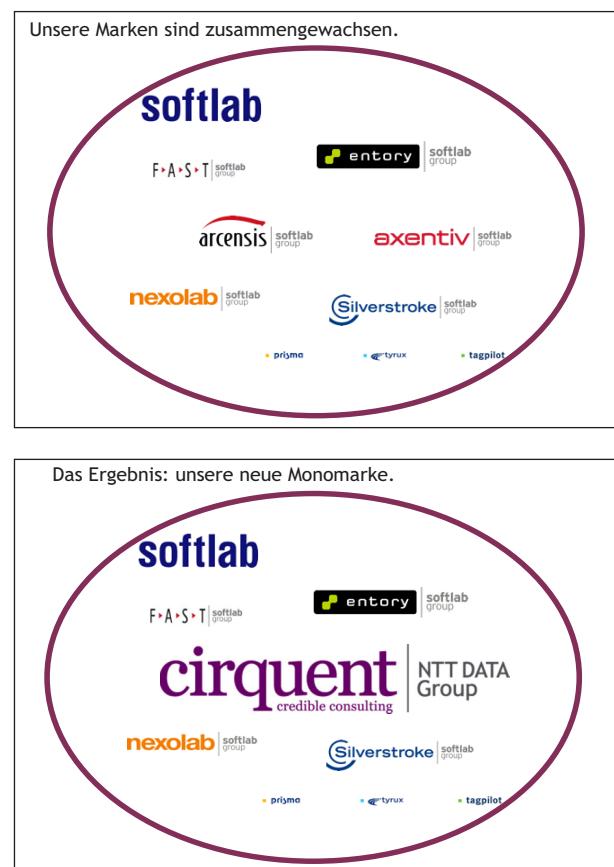 Unsere Marken sind zusammengewachsen.
softlab
F▸A▸S▸T softlab
group
entory softlab
group
arcensis softlab
group
axentiv softlab
group
nexolab softlab
group
Silverstroke softlab
group
prisma tyrux tagpilot
Das Ergebnis: unsere neue Monomarke.
softlab
F▸A▸S▸T softlab
group
entory softlab
group
cirquent NTT DATA
credible consulting Group
nexolab softlab
group
Silverstroke softlab
group
prisma tyrux tagpilot